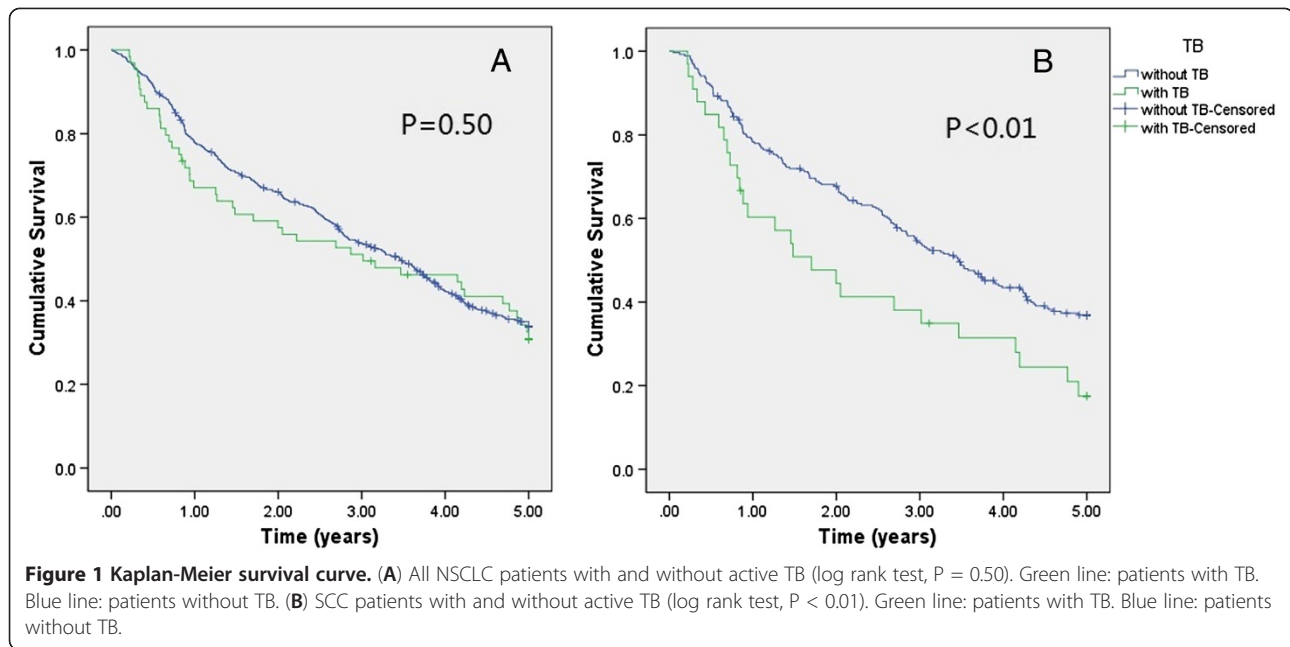 A
P=0.50
Cumulative Survival
1.0
0.8
0.6
0.4
0.2
0.0
.00 1.00 2.00 3.00 4.00 5.00
Time (years)
B
P<0.01
Cumulative Survival
1.0
0.8
0.6
0.4
0.2
0.0
.00 1.00 2.00 3.00 4.00 5.00
Time (years)
TB
without TB
with TB
without TB-Censored
with TB-Censored
Figure 1 Kaplan-Meier survival curve. (A) All NSCLC patients with and without active TB (log rank test, P = 0.50). Green line: patients with TB.
Blue line: patients without TB. (B) SCC patients with and without active TB (log rank test, P < 0.01). Green line: patients with TB. Blue line: patients
without TB.